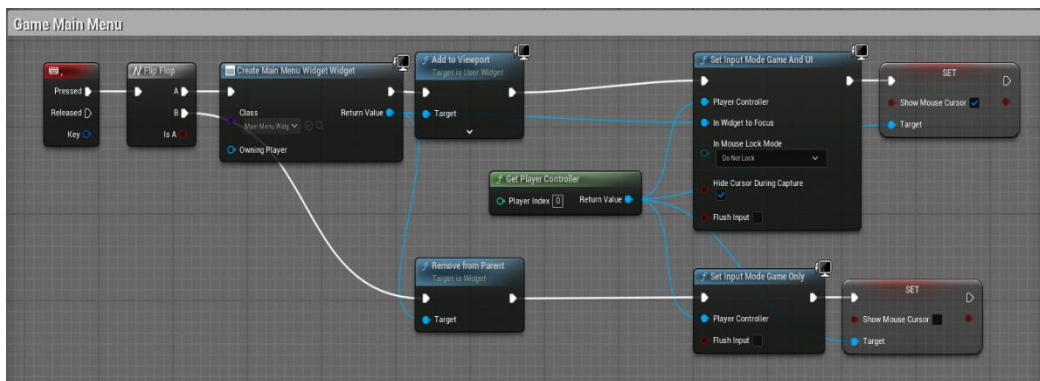 Game Main Menu
,
Pressed
Released
Key
Flip Flop
A
B
Is A
Create Main Menu Widget Widget
Class
Main Menu Widg
Return Value
Owning Player
Add to Viewport
Target is User Widget
Target
Get Player Controller
Player Index 0
Return Value
Set Input Mode Game And UI
Player Controller
In Widget to Focus
In Mouse Lock Mode
Do Not Lock
Hide Cursor During Capture
Flush Input
SET
Show Mouse Cursor
Target
Remove from Parent
Target is Widget
Target
Set Input Mode Game Only
Player Controller
Flush Input
SET
Show Mouse Cursor
Target